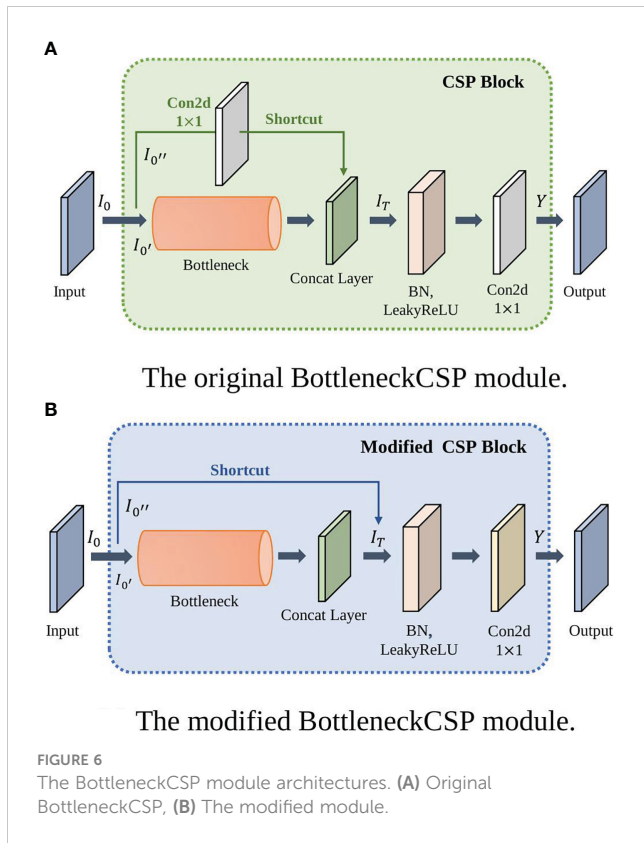 A
CSP Block
Con2d
1×1
Shortcut
I₀''
I₀
I_T
Y
I₀'
Bottleneck
Input
Concat Layer
BN,
LeakyReLU
Con2d
1×1
Output
The original BottleneckCSP module.
B
Modified CSP Block
Shortcut
I₀''
I₀
I_T
Y
I₀'
Bottleneck
Input
Concat Layer
BN,
LeakyReLU
Con2d
1×1
Output
The modified BottleneckCSP module.
FIGURE 6
The BottleneckCSP module architectures. (A) Original
BottleneckCSP, (B) The modified module.